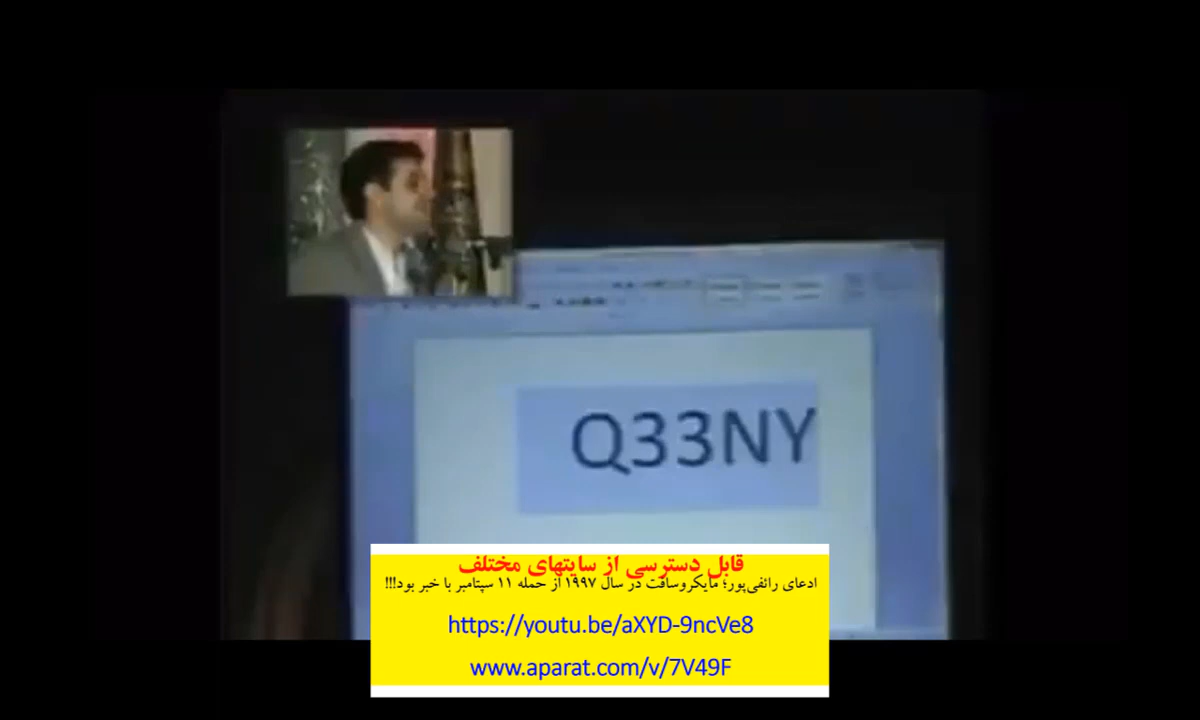 Q33NY
قابل دسترسی از سایتهای مختلف
ادعای رائفی‌پور؛ مایکروسافت در سال ۱۹۹۷ از حمله ۱۱ سپتامبر با خبر بود!!!
https://youtu.be/aXYD-9ncVe8
www.aparat.com/v/7V49F